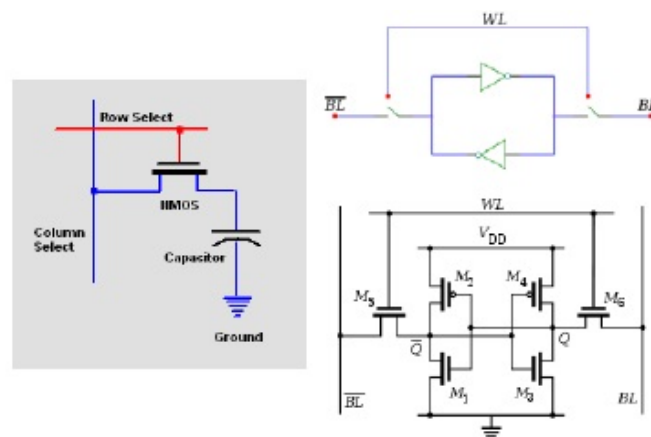 Row Select
NMOS
Column
Select
Capasitor
Ground
WL
BL
BL
WL
V DD
M2
M4
M5
M6
Q
Q
M1
M3
BL
BL